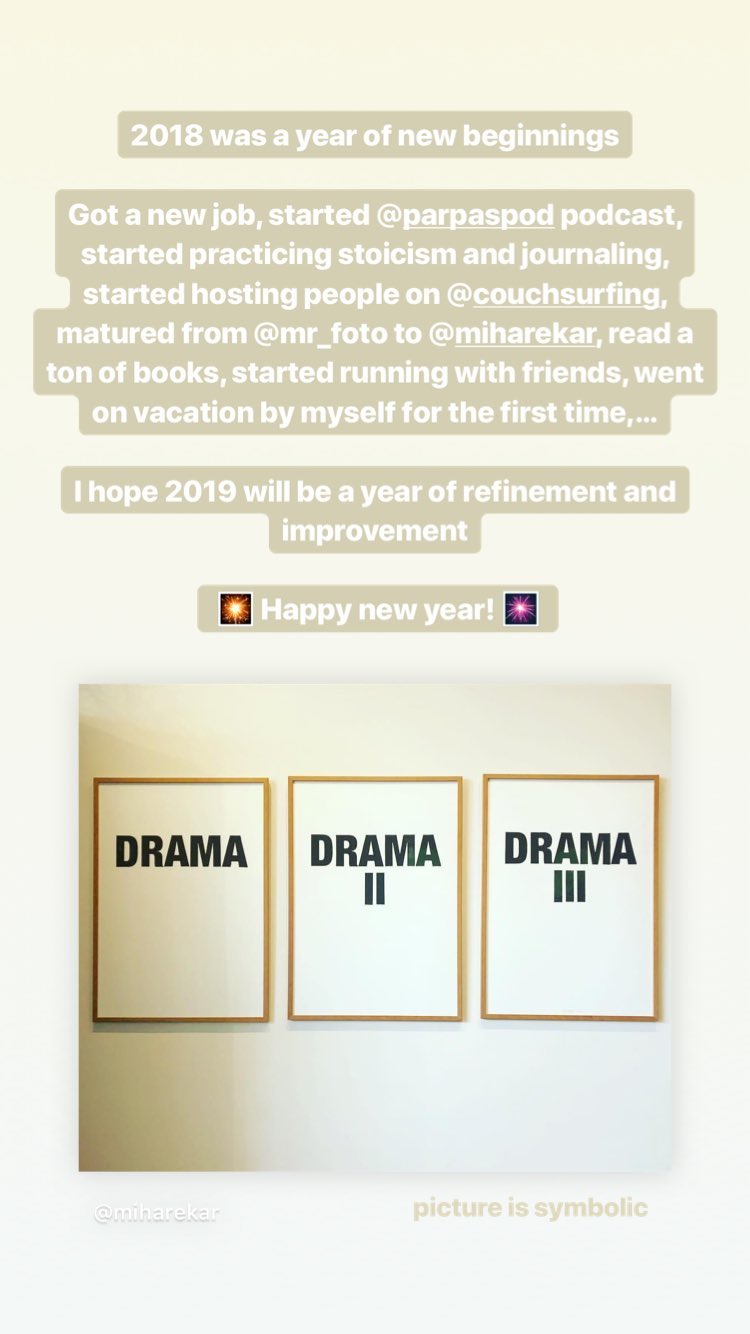 2018 was a year of new beginnings
Got a new job, started @parpaspod podcast,
started practicing stoicism and journaling,
started hosting people on @couchsurfing,
matured from @mr_foto to @miharekar, read a
ton of books, started running with friends, went
on vacation by myself for the first time,...
I hope 2019 will be a year of refinement and
improvement
🎇 Happy new year! 🎆
DRAMA
DRAMA
II
DRAMA
III
@miharekar
picture is symbolic